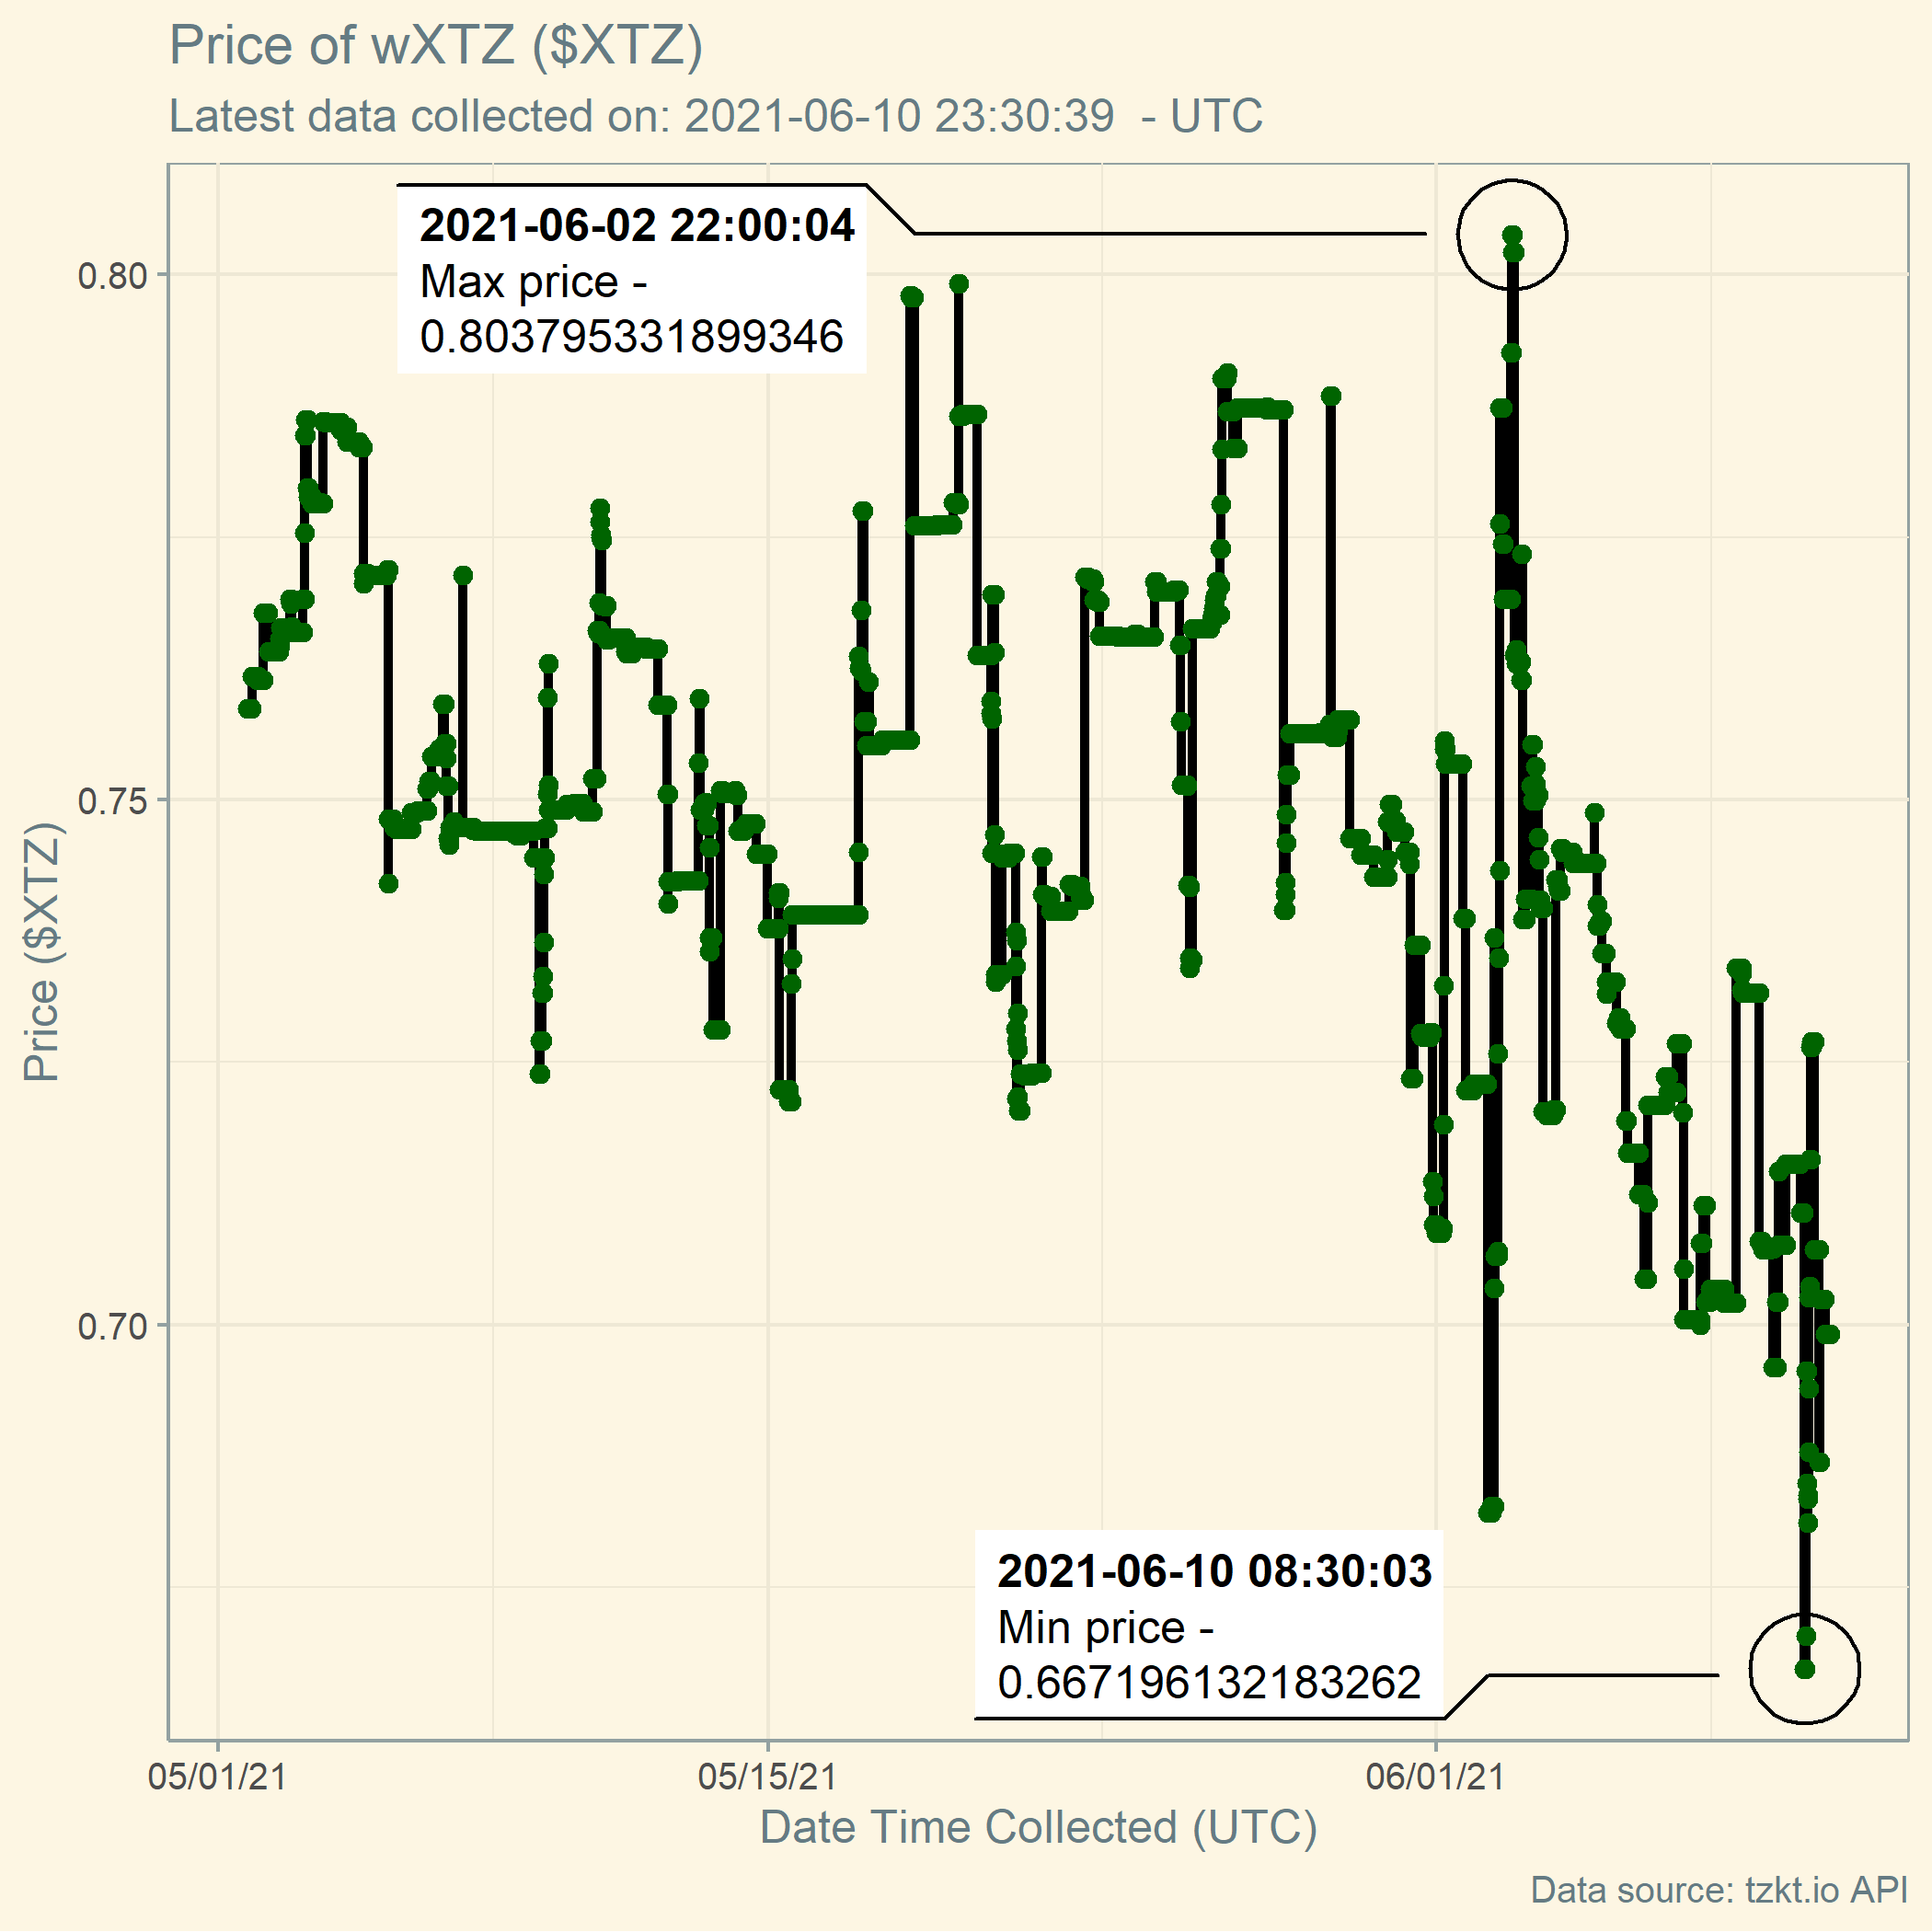 Price of wXTZ ($XTZ)
Latest data collected on: 2021-06-10 23:30:39  - UTC
2021-06-02 22:00:04
Max price -
0.803795331899346
0.80
0.75
0.70
Price ($XTZ)
2021-06-10 08:30:03
Min price -
0.667196132183262
05/01/21
05/15/21
06/01/21
Date Time Collected (UTC)
Data source: tzkt.io API